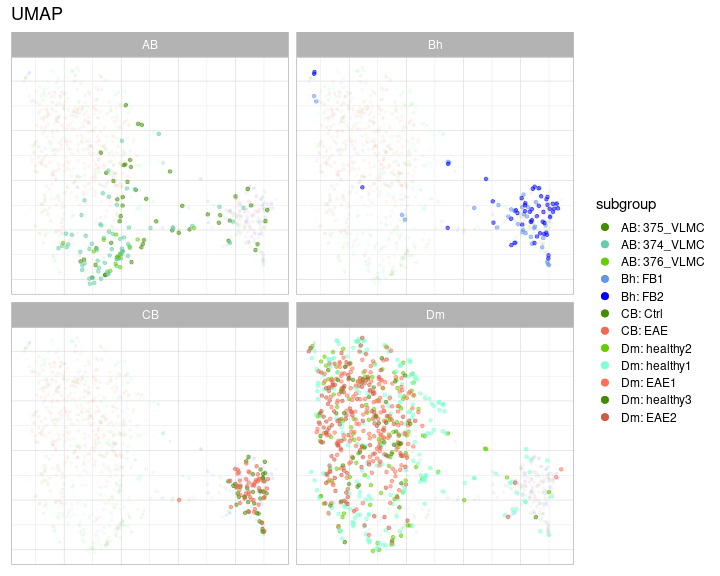 UMAP
AB
Bh
CB
Dm
subgroup
AB: 375_VLMC
AB: 374_VLMC
AB: 376_VLMC
Bh: FB1
Bh: FB2
CB: Ctrl
CB: EAE
Dm: healthy2
Dm: healthy1
Dm: EAE1
Dm: healthy3
Dm: EAE2